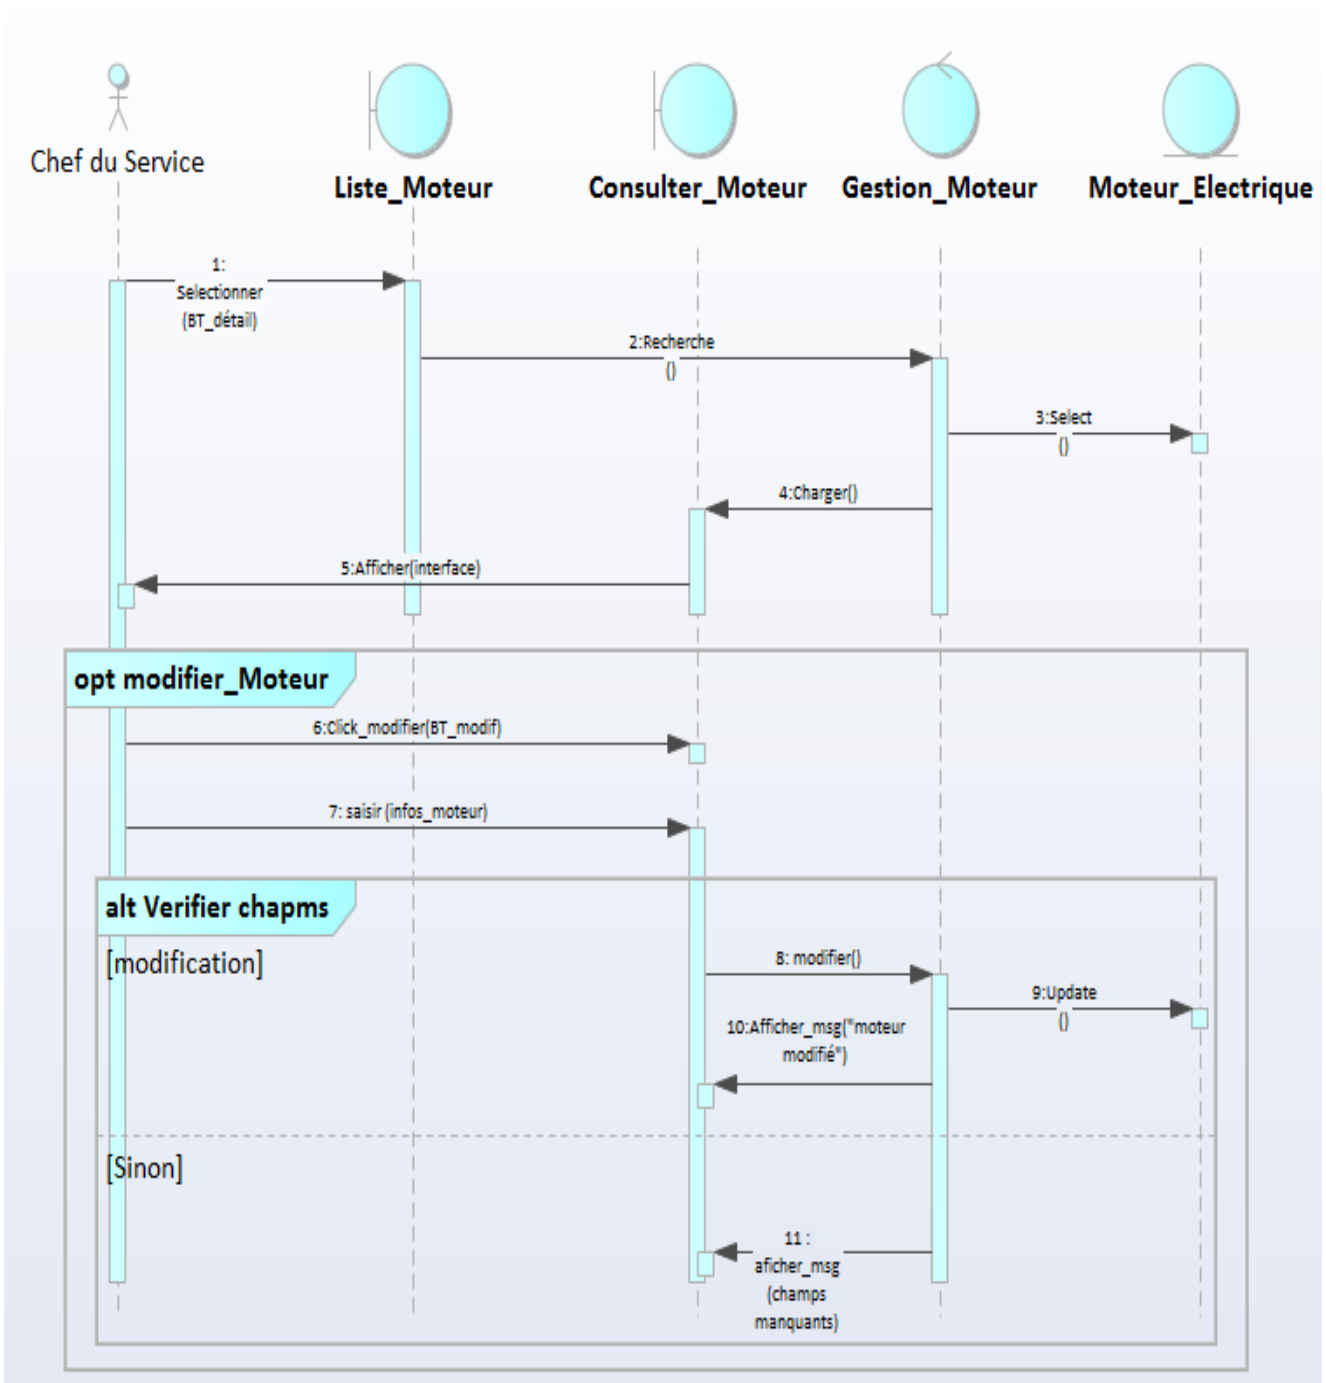 Chef du Service
Liste_Moteur
Consulter_Moteur
Gestion_Moteur
Moteur_Electrique
1:
Selectionner
(BT_détail)
2:Recherche
()
3:Select
()
4:Charger()
5:Afficher(interface)
opt modifier_Moteur
6:Click_modifier(BT_modif)
7: saisir (infos_moteur)
alt Verifier chapms
[modification]
8: modifier()
9:Update
()
10:Afficher_msg("moteur
modifié")
[Sinon]
11 :
aficher_msg
(champs
manquants)